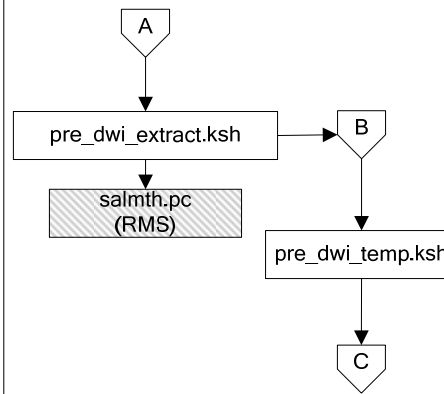 A
pre_dwi_extract.ksh
B
salmth.pc
(RMS)
pre_dwi_temp.ksh
C